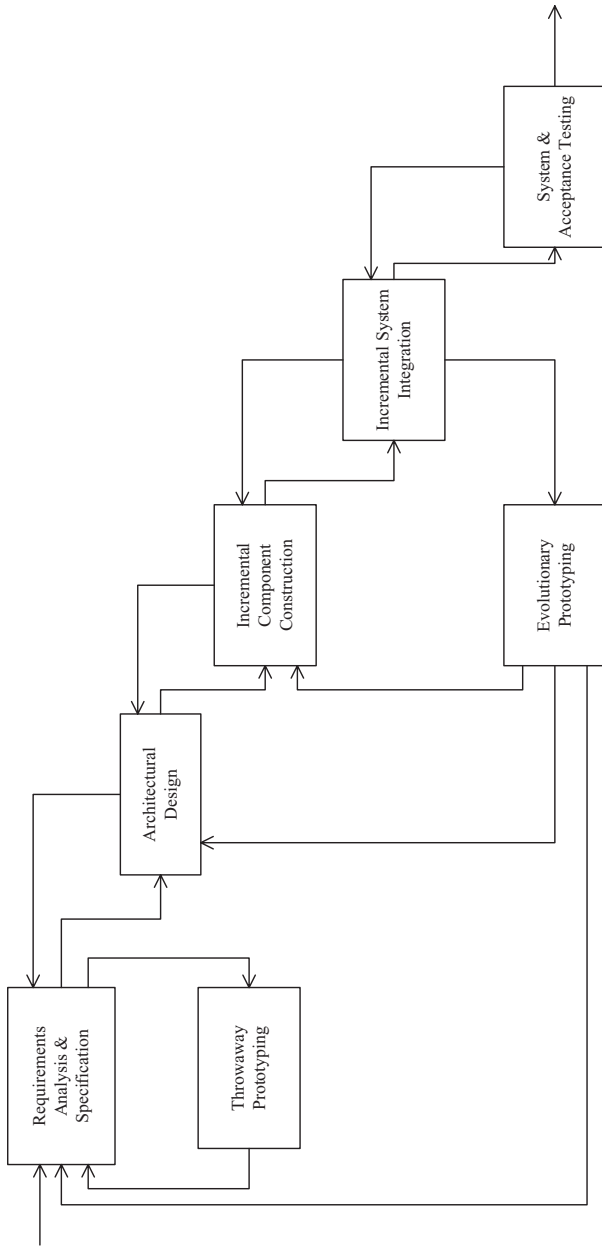 Requirements
Analysis &
Specification
Throwaway
Prototyping
Architectural
Design
Incremental
Component
Construction
Incremental System
Integration
Evolutionary
Prototyping
System &
Acceptance Testing